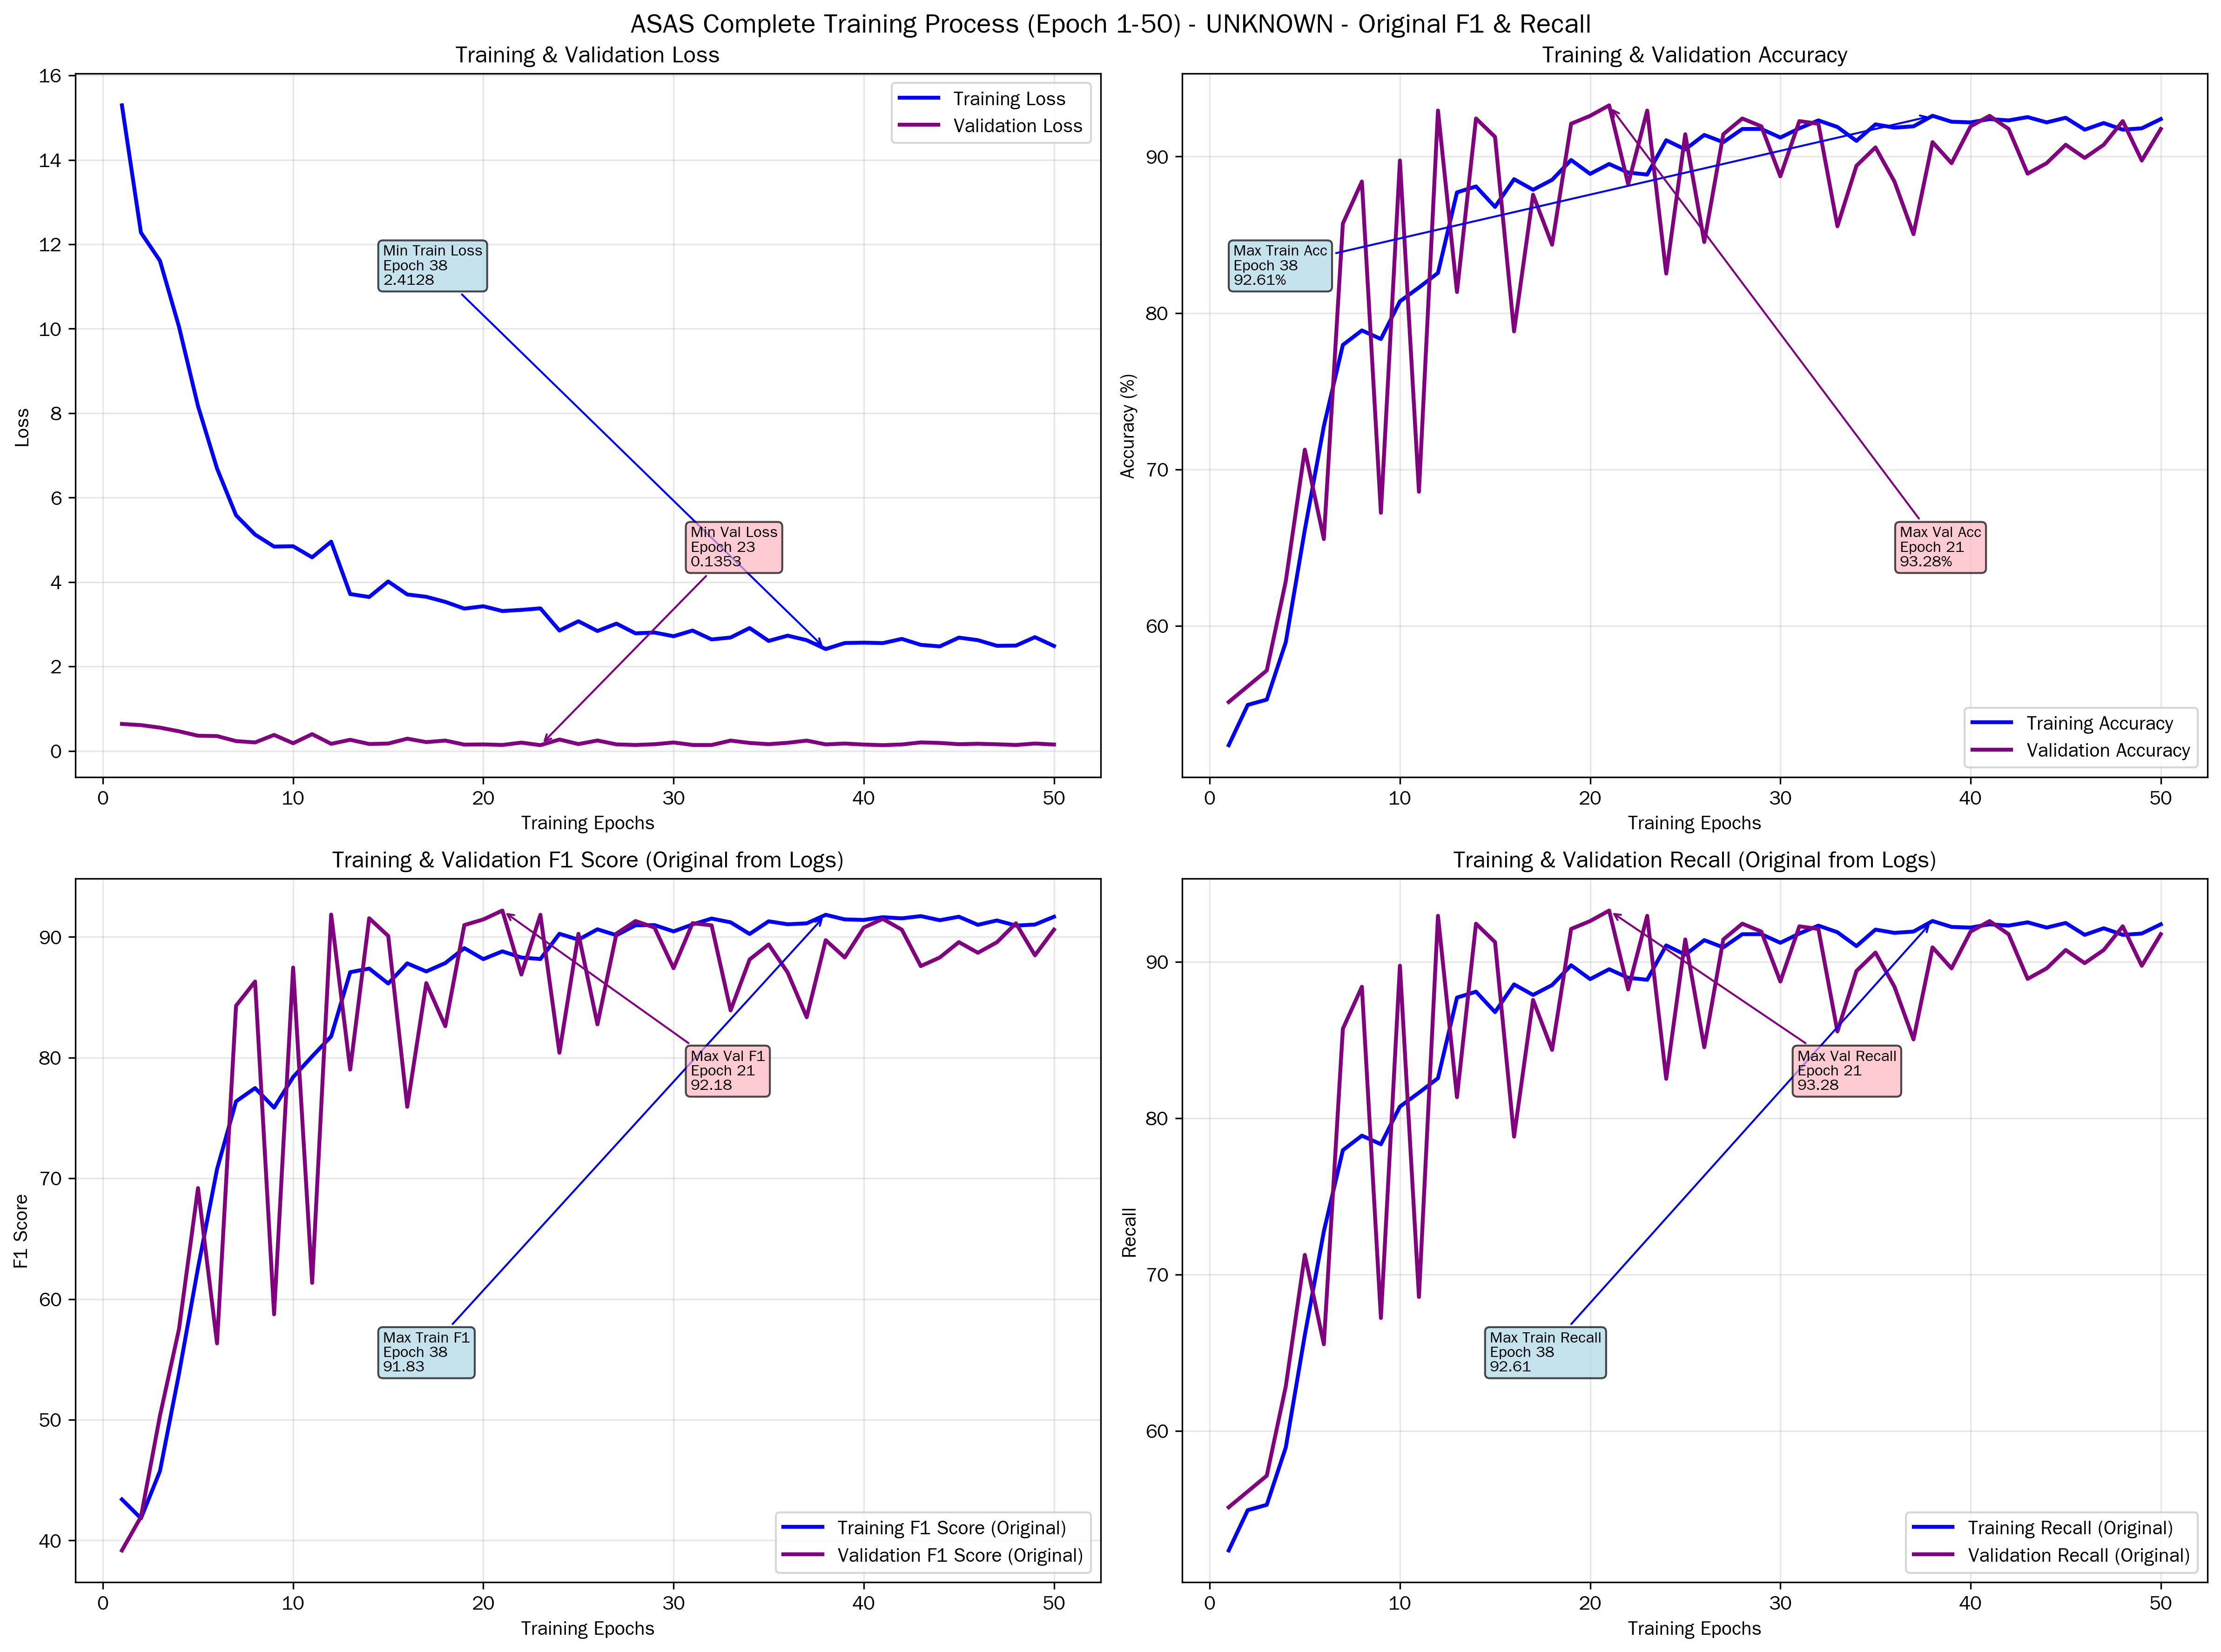 ASAS Complete Training Process (Epoch 1-50) - UNKNOWN - Original F1 & Recall
Training & Validation Loss
16
14
12
10
8
6
4
2
0
Loss
Training Loss
Validation Loss
Min Train Loss
Epoch 38
2.4128
Min Val Loss
Epoch 23
0.1353
0 10 20 30 40 50
Training Epochs
Training & Validation Accuracy
90
80
70
60
Accuracy (%)
Max Train Acc
Epoch 38
92.61%
Max Val Acc
Epoch 21
93.28%
Training Accuracy
Validation Accuracy
0 10 20 30 40 50
Training Epochs
Training & Validation F1 Score (Original from Logs)
90
80
70
60
50
40
F1 Score
Max Val F1
Epoch 21
92.18
Max Train F1
Epoch 38
91.83
Training F1 Score (Original)
Validation F1 Score (Original)
0 10 20 30 40 50
Training Epochs
Training & Validation Recall (Original from Logs)
90
80
70
60
Recall
Max Val Recall
Epoch 21
93.28
Max Train Recall
Epoch 38
92.61
Training Recall (Original)
Validation Recall (Original)
0 10 20 30 40 50
Training Epochs